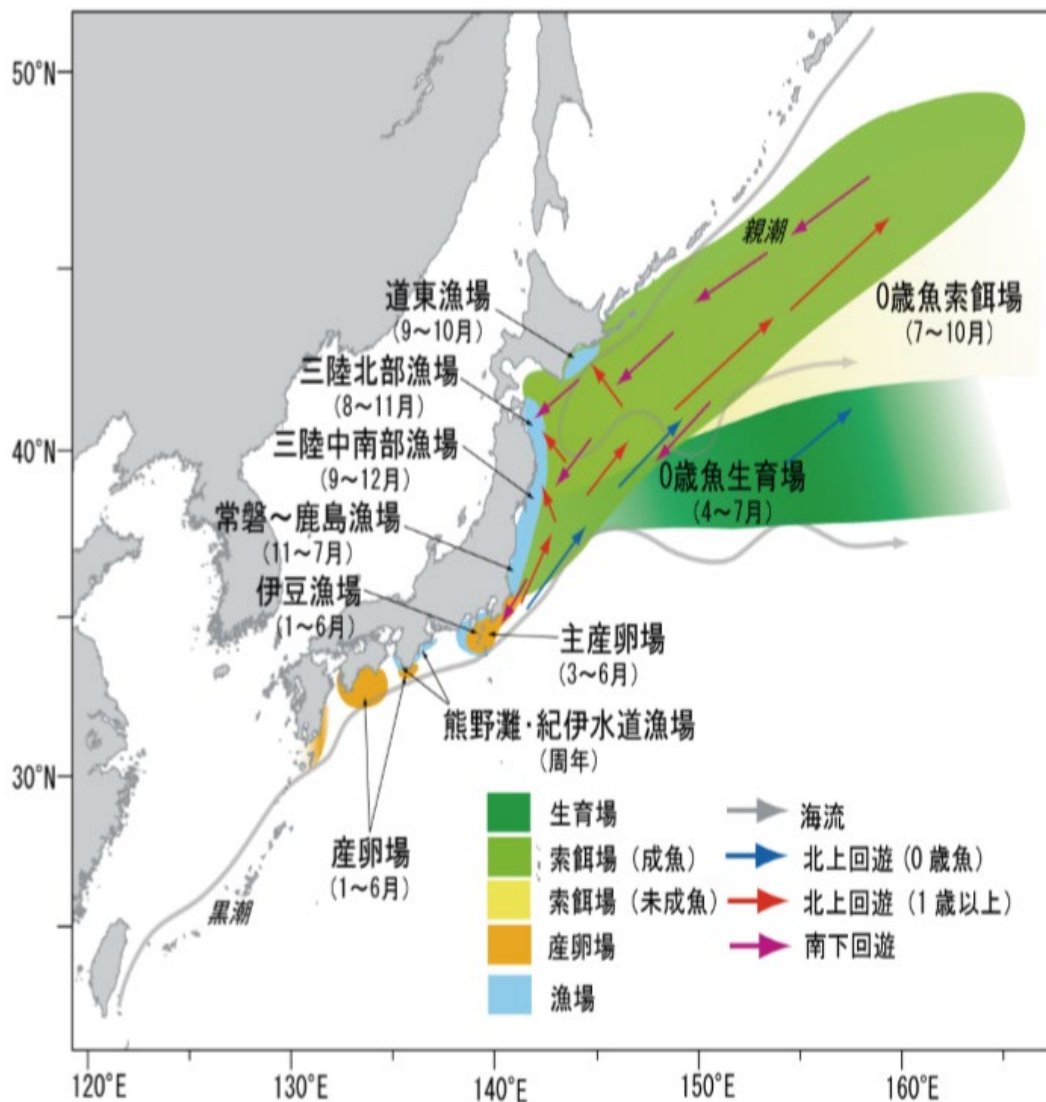 50°N
親潮
道東漁場
(9〜10月)
0歳魚索餌場
(7〜10月)
三陸北部漁場
(8〜11月)
40°N
三陸中南部漁場
(9〜12月)
0歳魚生育場
(4〜7月)
常磐〜鹿島漁場
(11〜7月)
伊豆漁場
(1〜6月)
主産卵場
(3〜6月)
熊野灘・紀伊水道漁場
(周年)
30°N
産卵場
(1〜6月)
黒潮
生育場
索餌場 (成魚)
索餌場 (未成魚)
産卵場
漁場
海流
北上回遊 (0歳魚)
北上回遊 (1歳以上)
南下回遊
120°E
130°E
140°E
150°E
160°E